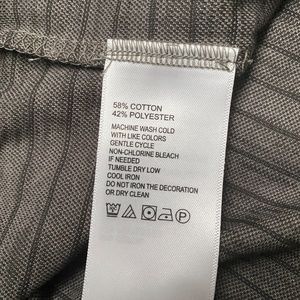 58% COTTON
42% POLYESTER
MACHINE WASH COLD
WITH LIKE COLORS
GENTLE CYCLE
NON-CHLORINE BLEACH
IF NEEDED
TUMBLE DRY LOW
COOL IRON
DO NOT IRON THE DECORATION
OR DRY CLEAN
P